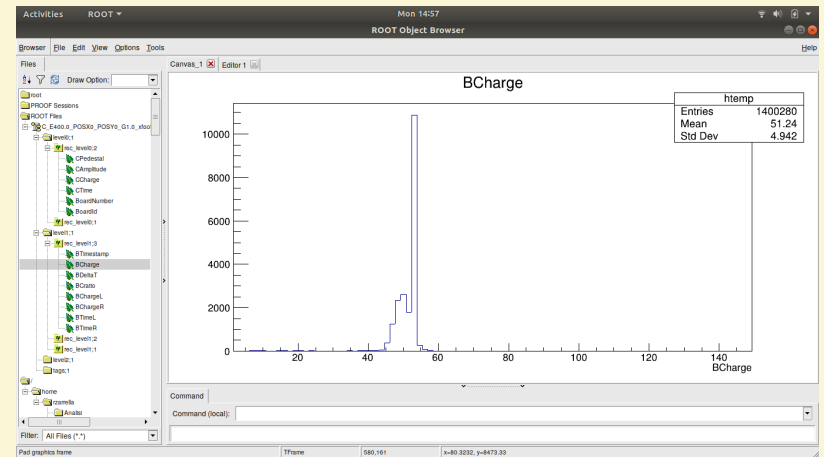 Activities ROOT Mon 14:57
ROOT Object Browser
Browser File Edit View Options Tools Help
Files
Draw Option:
root
PROOF Sessions
ROOT Files
C_E400.0_POSX0_POSY0_G1.0_xfoo
level0;1
rec_level0;2
CPedestal
CAmplitude
CCharge
CTime
BoardNumber
BoardId
rec_level0;1
level1;1
rec_level1;3
BTimestamp
BCharge
BDeltaT
BCratio
BChargeL
BChargeR
BTimeL
BTimeR
rec_level1;2
rec_level1;1
level2;1
tags;1
/
home
rzarrella
Analisi
Filter: All Files (*.*)
Canvas_1 Editor 1
BCharge
htemp
Entries 1400280
Mean 51.24
Std Dev 4.942
10000
8000
6000
4000
2000
0
20 40 60 80 100 120 140
BCharge
Command
Command (local):
Pad graphics frame TFrame 580,161 x=80.3232, y=8473.33